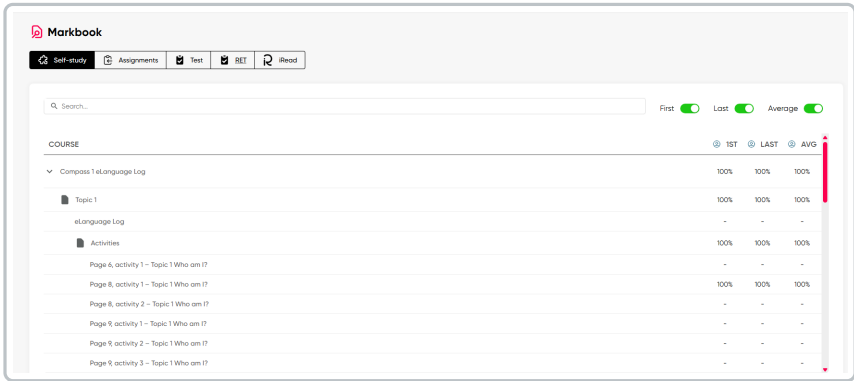 Markbook
Self-study Assignments Test RET iRead
Search... First Last Average
COURSE 1ST LAST AVG
Compass 1 eLanguage Log 100% 100% 100%
Topic 1 100% 100% 100%
eLanguage Log - - -
Activities 100% 100% 100%
Page 6, activity 1 – Topic 1 Who am I? - - -
Page 8, activity 1 – Topic 1 Who am I? 100% 100% 100%
Page 8, activity 2 – Topic 1 Who am I? - - -
Page 9, activity 1 – Topic 1 Who am I? - - -
Page 9, activity 2 – Topic 1 Who am I? - - -
Page 9, activity 3 – Topic 1 Who am I? - - -